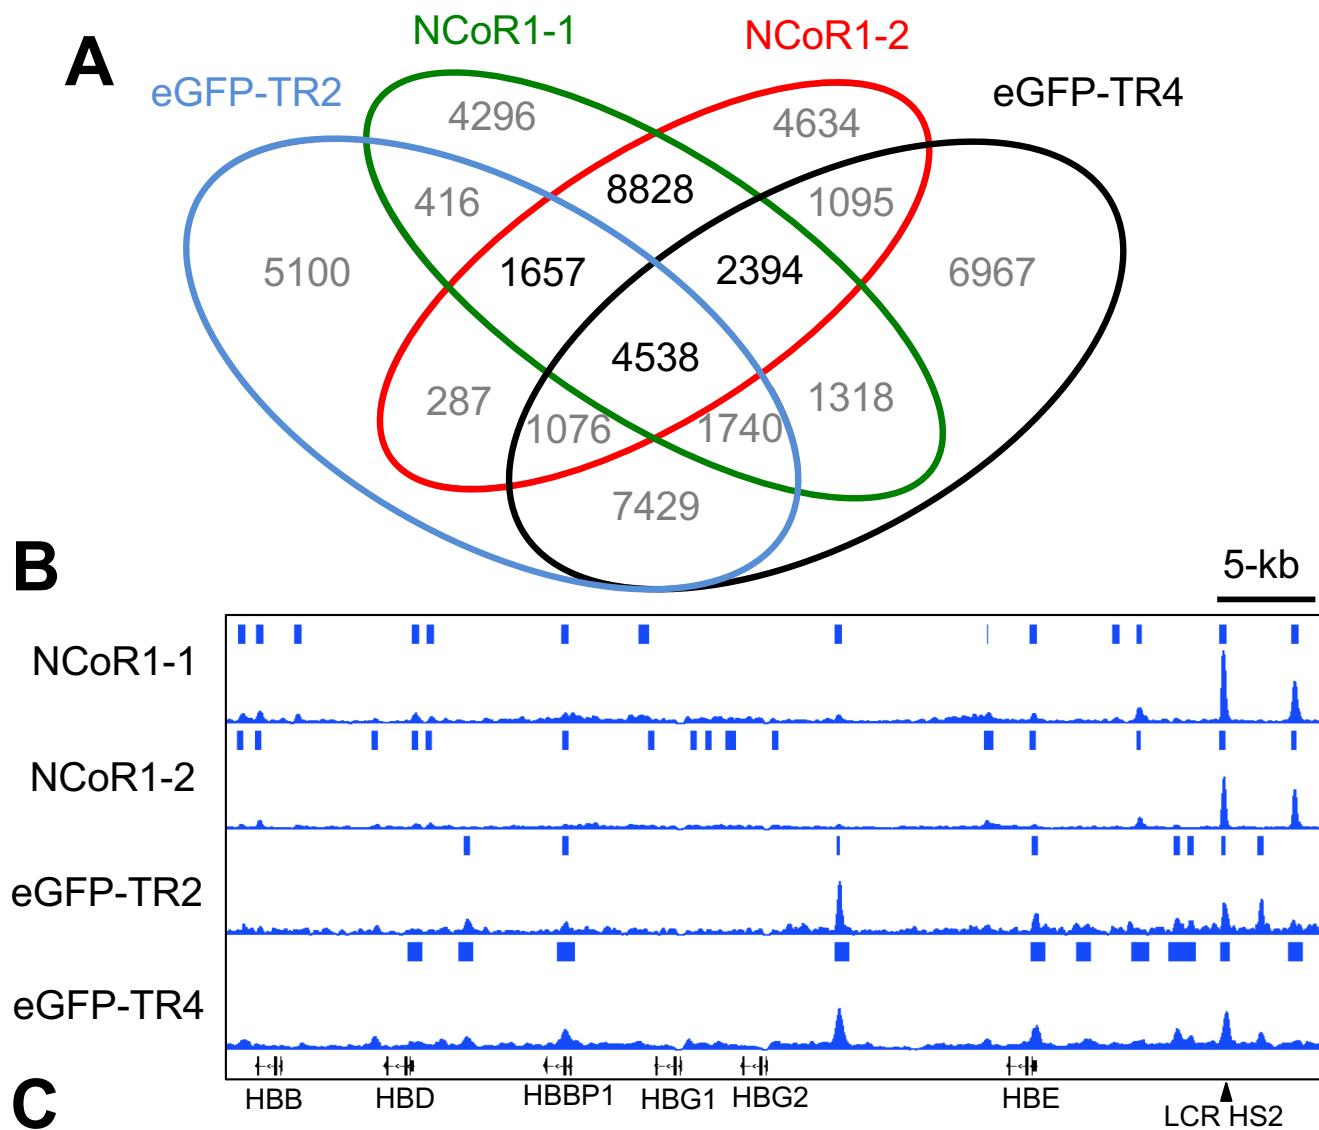 A
NCoR1-1
NCoR1-2
eGFP-TR2
eGFP-TR4
4296
4634
416
8828
1095
5100
1657
2394
6967
4538
287
1318
1076
1740
7429
B
5-kb
NCoR1-1
NCoR1-2
eGFP-TR2
eGFP-TR4
HBB
HBD
HBBP1
HBG1
HBG2
HBE
LCR HS2
C